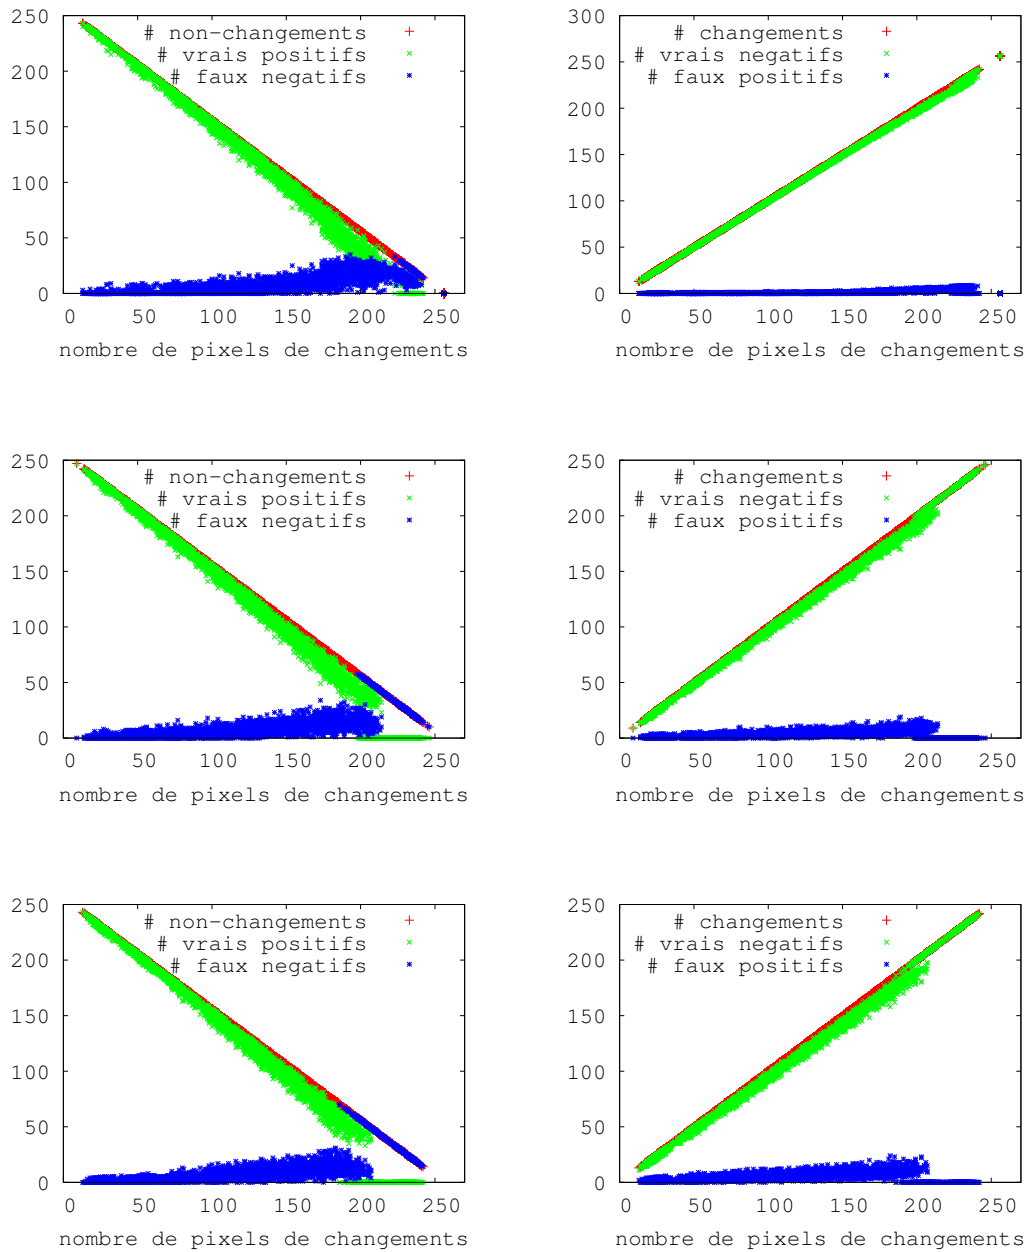 250
200
150
100
50
0
# non-changements
# vrais positifs
# faux negatifs
0 50 100 150 200 250
nombre de pixels de changements
300
250
200
150
100
50
0
# changements
# vrais negatifs
# faux positifs
0 50 100 150 200 250
nombre de pixels de changements
250
200
150
100
50
0
# non-changements
# vrais positifs
# faux negatifs
0 50 100 150 200 250
nombre de pixels de changements
250
200
150
100
50
0
# changements
# vrais negatifs
# faux positifs
0 50 100 150 200 250
nombre de pixels de changements
250
200
150
100
50
0
# non-changements
# vrais positifs
# faux negatifs
0 50 100 150 200 250
nombre de pixels de changements
250
200
150
100
50
0
# changements
# vrais negatifs
# faux positifs
0 50 100 150 200 250
nombre de pixels de changements